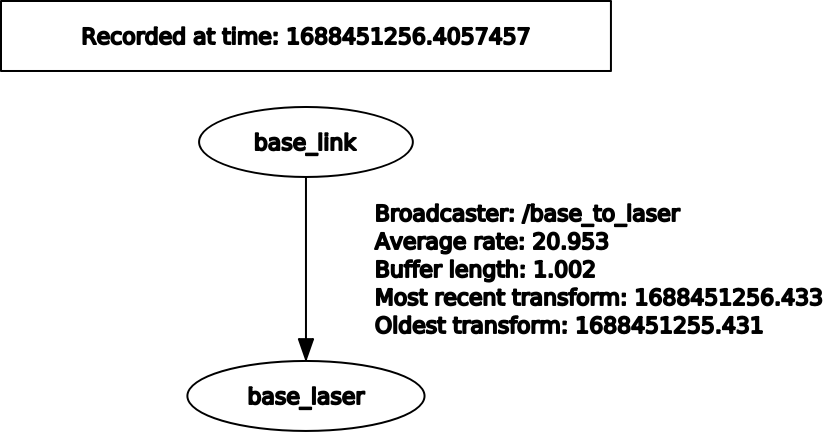 Recorded at time: 1688451256.4057457
base_link
Broadcaster: /base_to_laser
Average rate: 20.953
Buffer length: 1.002
Most recent transform: 1688451256.433
Oldest transform: 1688451255.431
base_laser